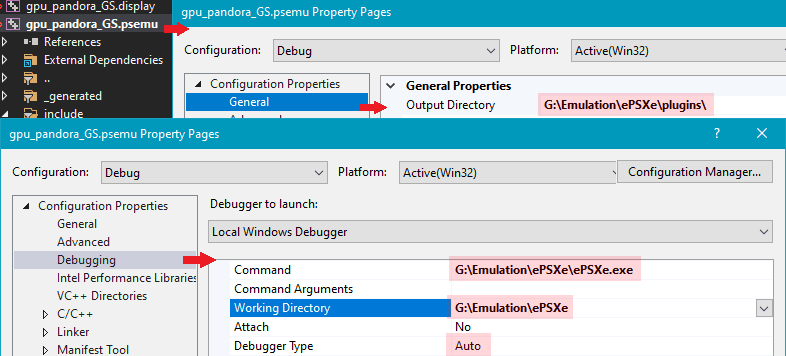 gpu_pandora_GS.display
gpu_pandora_GS.psemu
References
External Dependencies
..
_generated
include
gpu_pandora_GS.psemu Property Pages
Configuration: Debug Platform: Active(Win32)
Configuration Properties
General
General Properties
Output Directory G:\Emulation\ePSXe\plugins\
gpu_pandora_GS.psemu Property Pages ? ×
Configuration: Debug Platform: Active(Win32) Configuration Manager...
Configuration Properties
General
Advanced
Debugging
Intel Performance Libraries
VC++ Directories
C/C++
Linker
Manifest Tool
Debugger to launch:
Local Windows Debugger
Command G:\Emulation\ePSXe\ePSXe.exe
Command Arguments
Working Directory G:\Emulation\ePSXe
Attach No
Debugger Type Auto